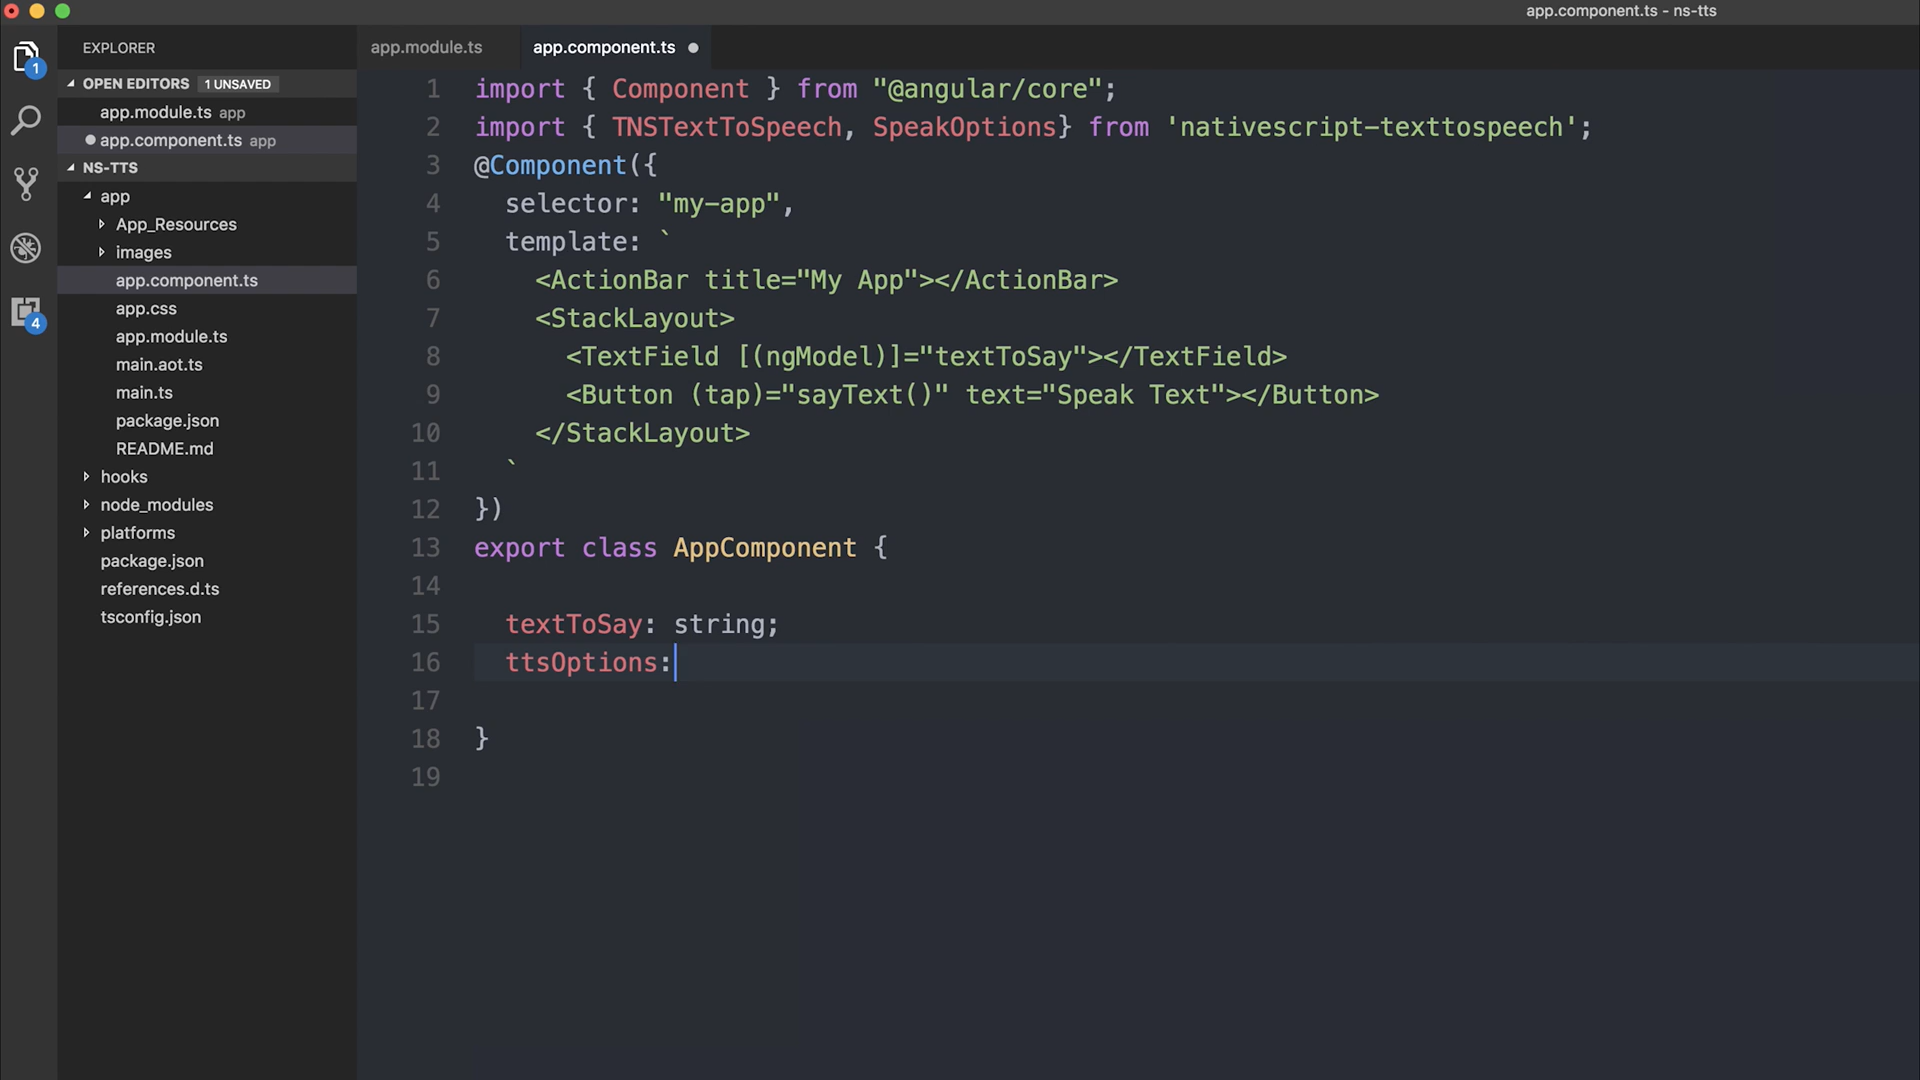 app.component.ts - ns-tts
EXPLORER
OPEN EDITORS 1 UNSAVED
app.module.ts app
app.component.ts app
NS-TTS
app
App_Resources
images
app.component.ts
app.css
app.module.ts
main.aot.ts
main.ts
package.json
README.md
hooks
node_modules
platforms
package.json
references.d.ts
tsconfig.json
1
4
app.module.ts app.component.ts
1 import { Component } from "@angular/core";
2 import { TNSTextToSpeech, SpeakOptions} from 'nativescript-texttospeech';
3 @Component({
4 selector: "my-app",
5 template: `
6 <ActionBar title="My App"></ActionBar>
7 <StackLayout>
8 <TextField [(ngModel)]="textToSay"></TextField>
9 <Button (tap)="sayText()" text="Speak Text"></Button>
10 </StackLayout>
11 `
12 })
13 export class AppComponent {
14
15 textToSay: string;
16 ttsOptions:
17
18 }
19